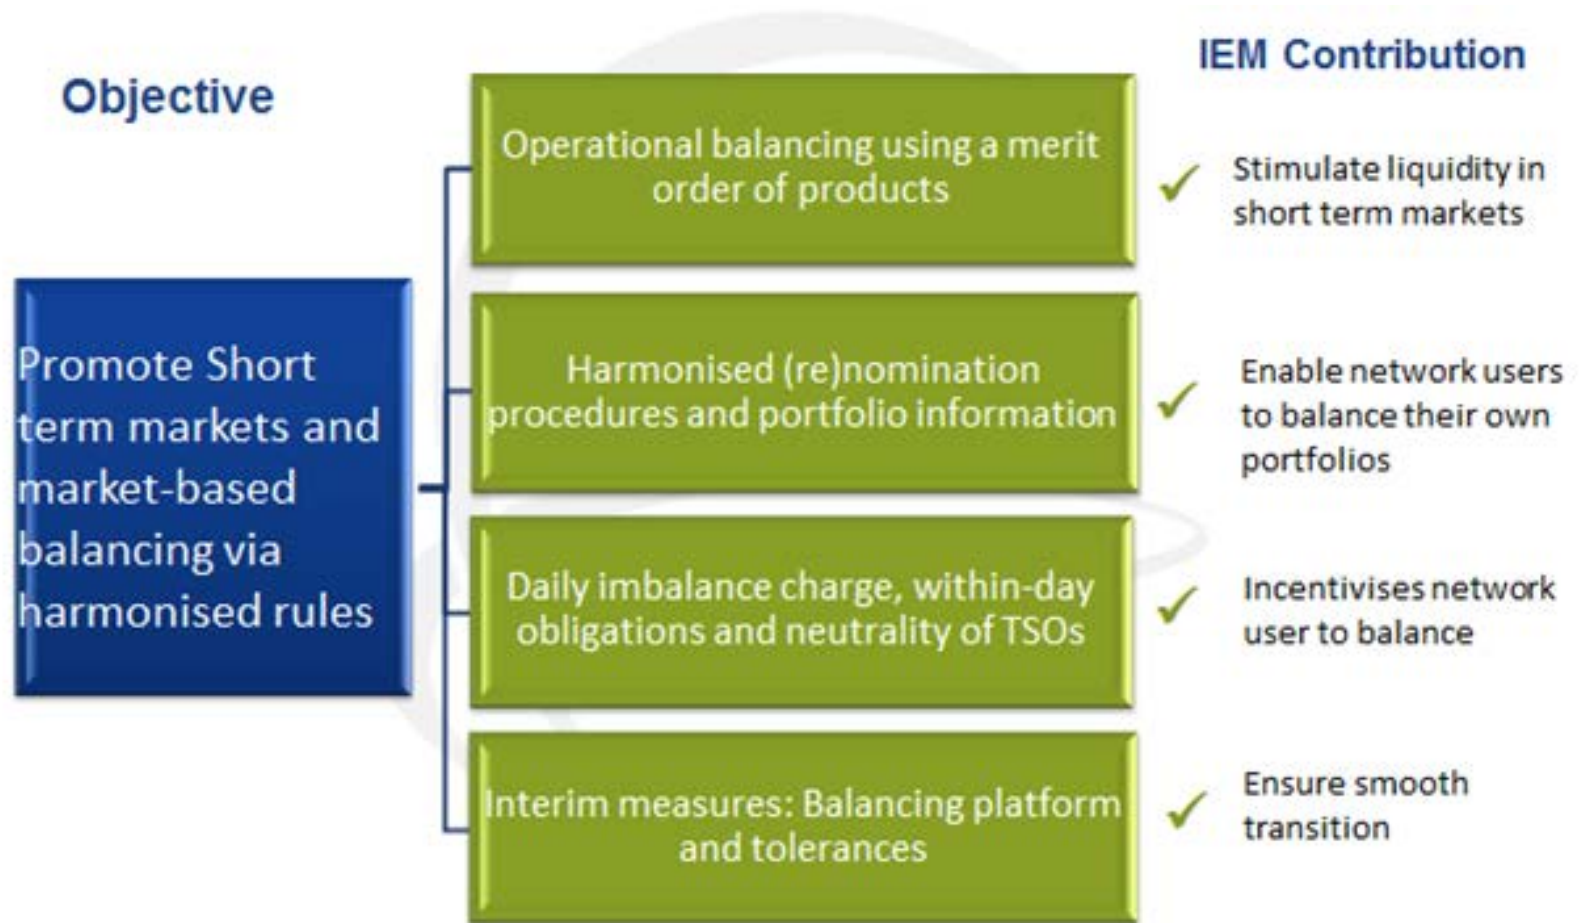 Objective
IEM Contribution
Operational balancing using a merit
order of products
Stimulate liquidity in
short term markets
Promote Short
term markets and
market-based
balancing via
harmonised rules
Harmonised (re)nomination
procedures and portfolio information
Enable network users
to balance their own
portfolios
Daily imbalance charge, within-day
obligations and neutrality of TSOs
Incentivises network
user to balance
Interim measures: Balancing platform
and tolerances
Ensure smooth
transition